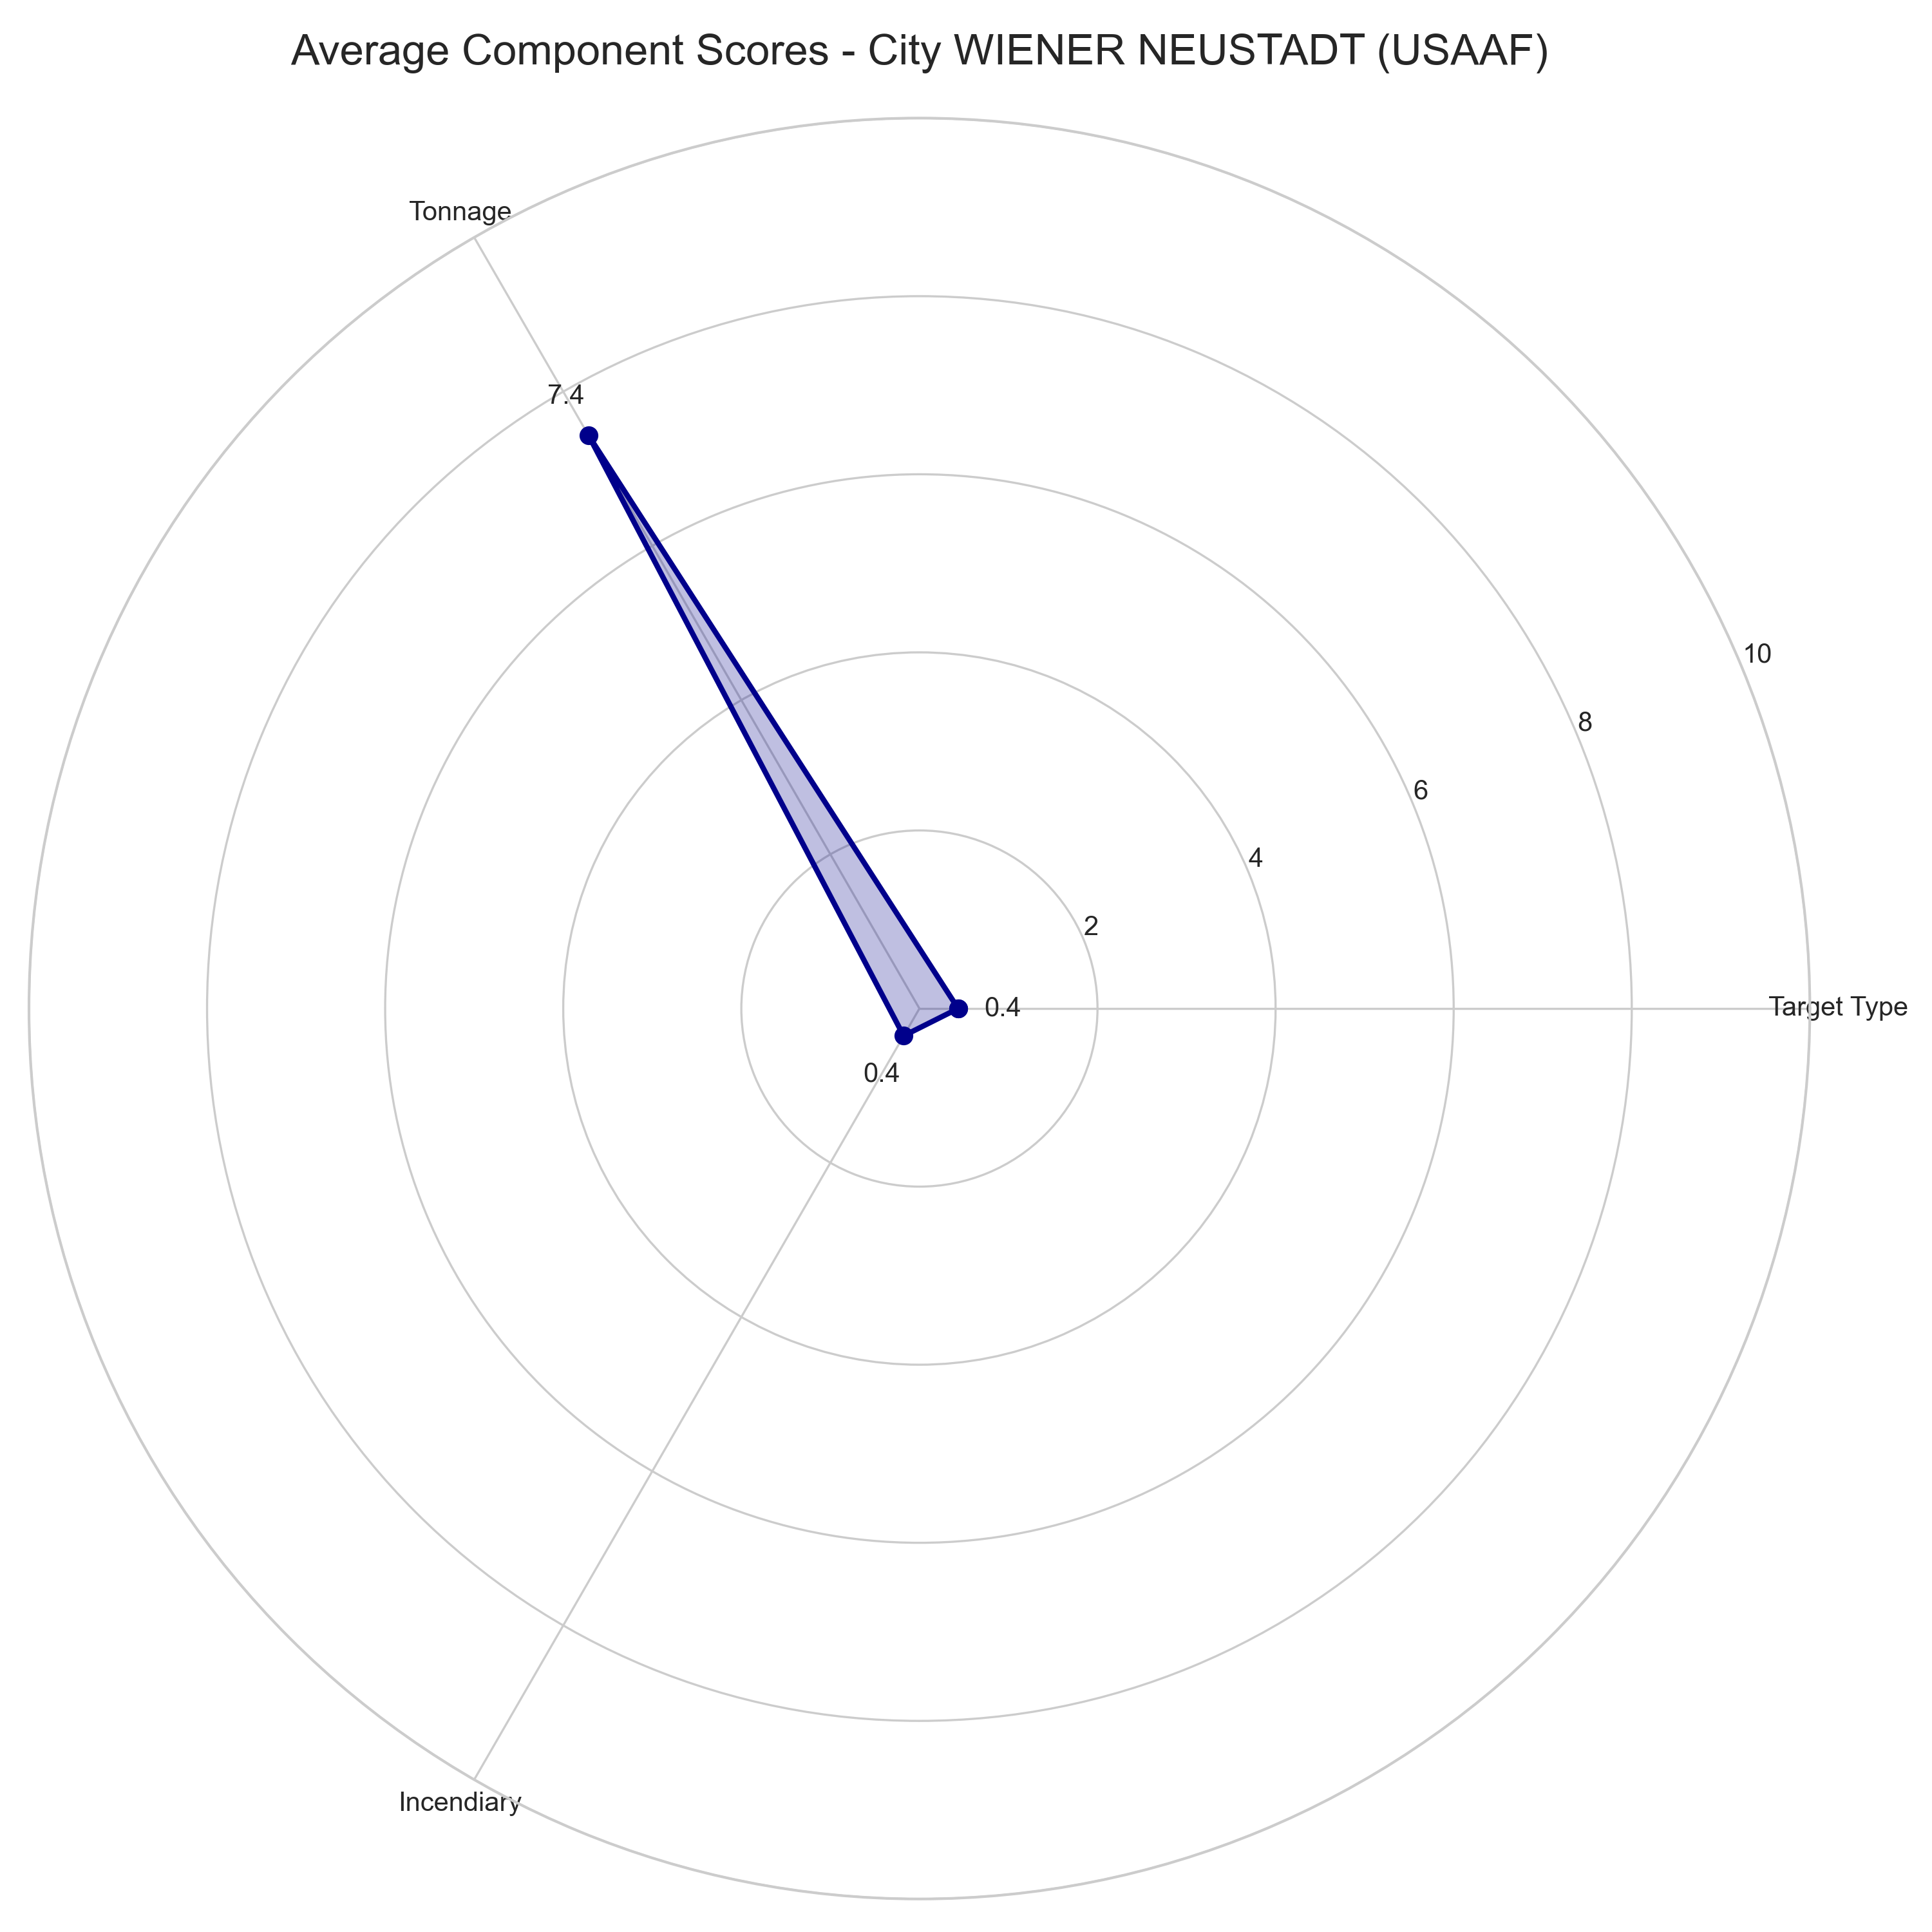 Average Component Scores - City WIENER NEUSTADT (USAAF)
Tonnage
7.4
10
8
6
4
2
0.4
Target Type
0.4
Incendiary